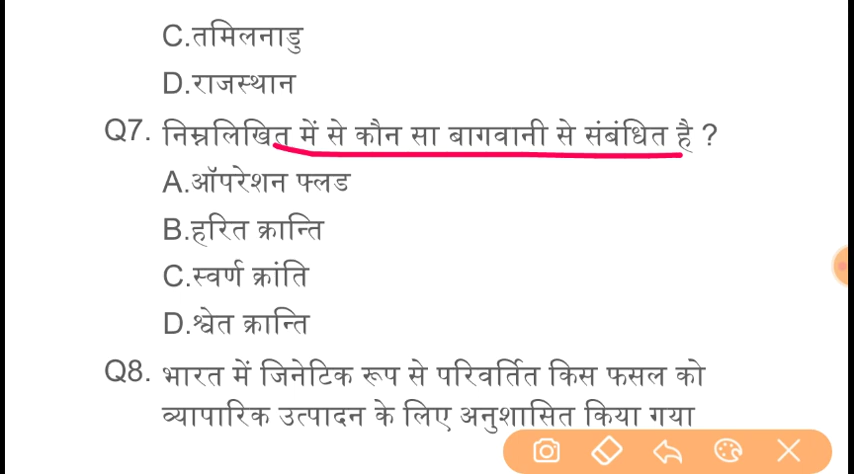 C.तमिलनाडु
D.राजस्थान
Q7. निम्नलिखित में से कौन सा बागवानी से संबंधित है ?
A.ऑपरेशन फ्लड
B.हरित क्रान्ति
C.स्वर्ण क्रांति
D.श्वेत क्रान्ति
Q8. भारत में जिनेटिक रूप से परिवर्तित किस फसल को
व्यापारिक उत्पादन के लिए अनुशासित किया गया